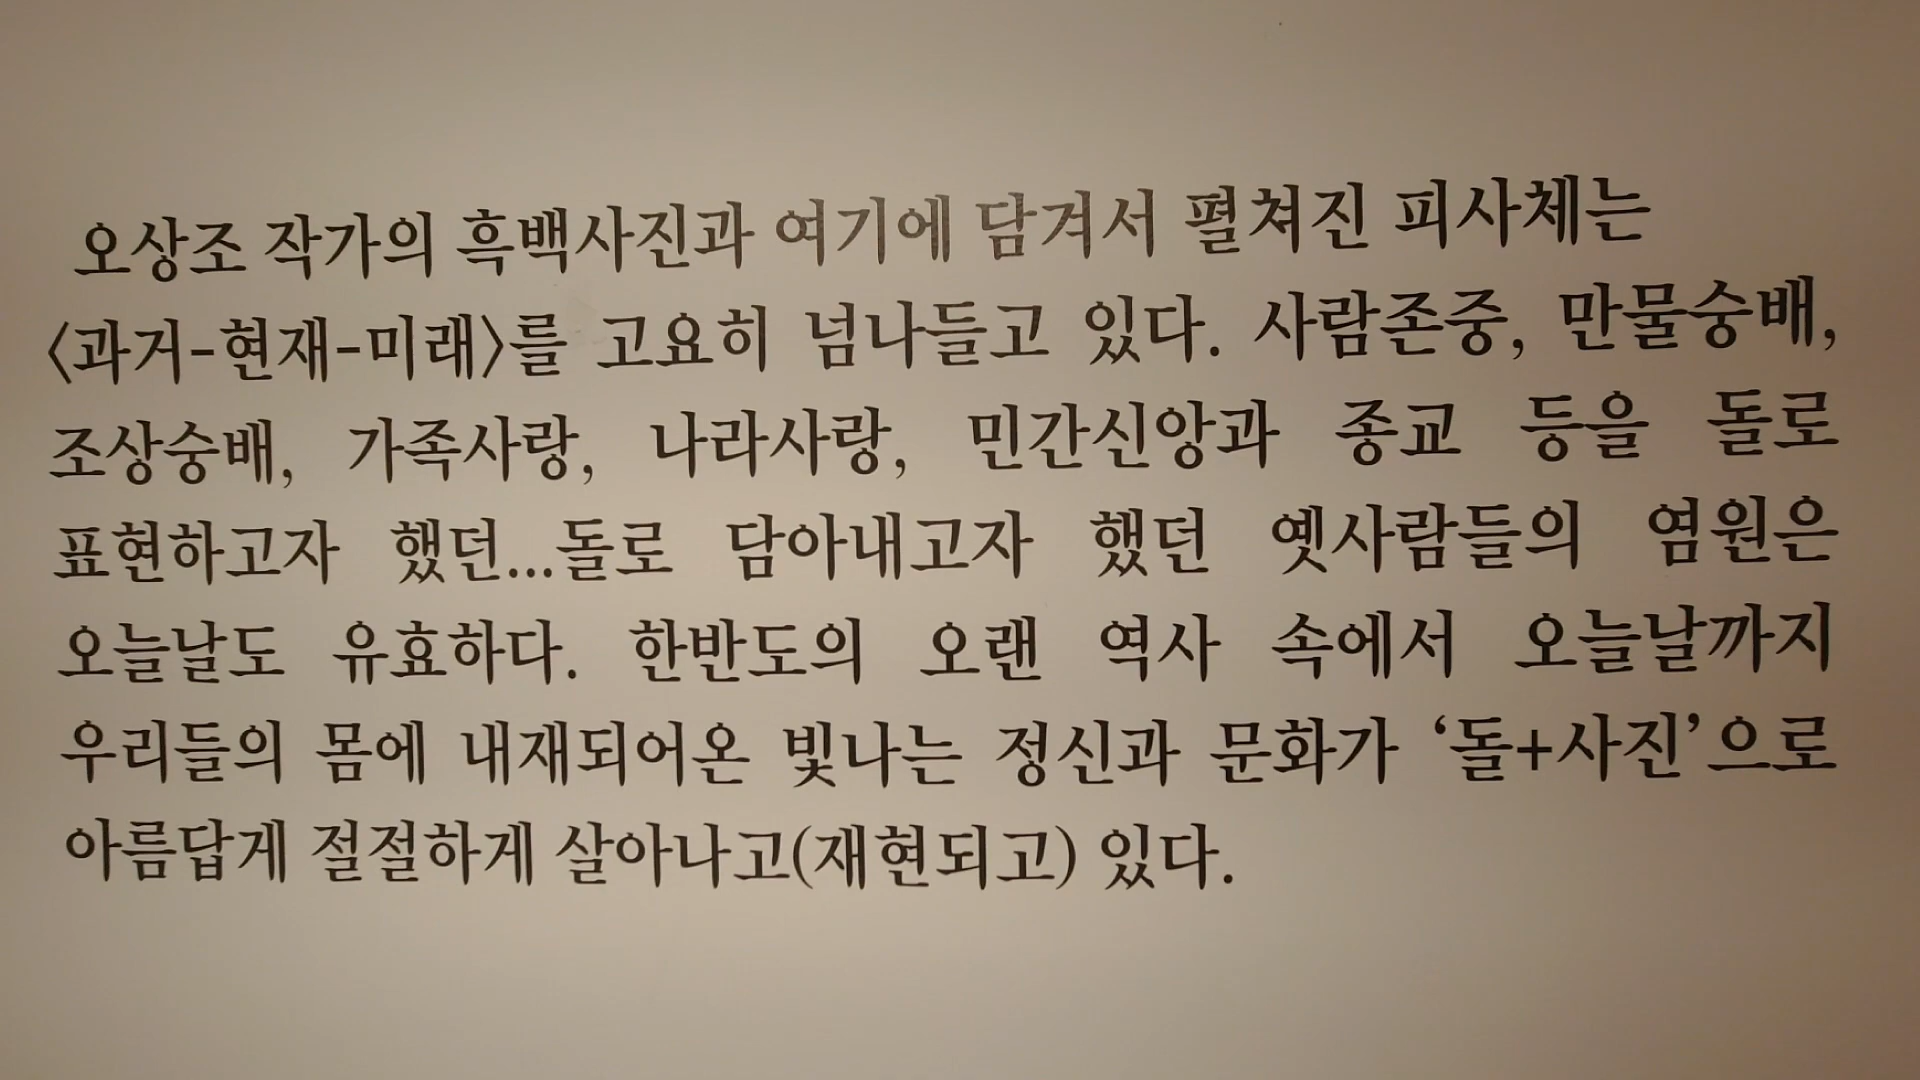 오상조 작가의 흑백사진과 여기에 담겨서 펼쳐진 피사체는
〈과거-현재-미래〉를 고요히 넘나들고 있다. 사람존중, 만물숭배,
조상숭배, 가족사랑, 나라사랑, 민간신앙과 종교 등을 돌로
표현하고자 했던...돌로 담아내고자 했던 옛사람들의 염원은
오늘날도 유효하다. 한반도의 오랜 역사 속에서 오늘날까지
우리들의 몸에 내재되어온 빛나는 정신과 문화가 ‘돌+사진’으로
아름답게 절절하게 살아나고(재현되고) 있다.